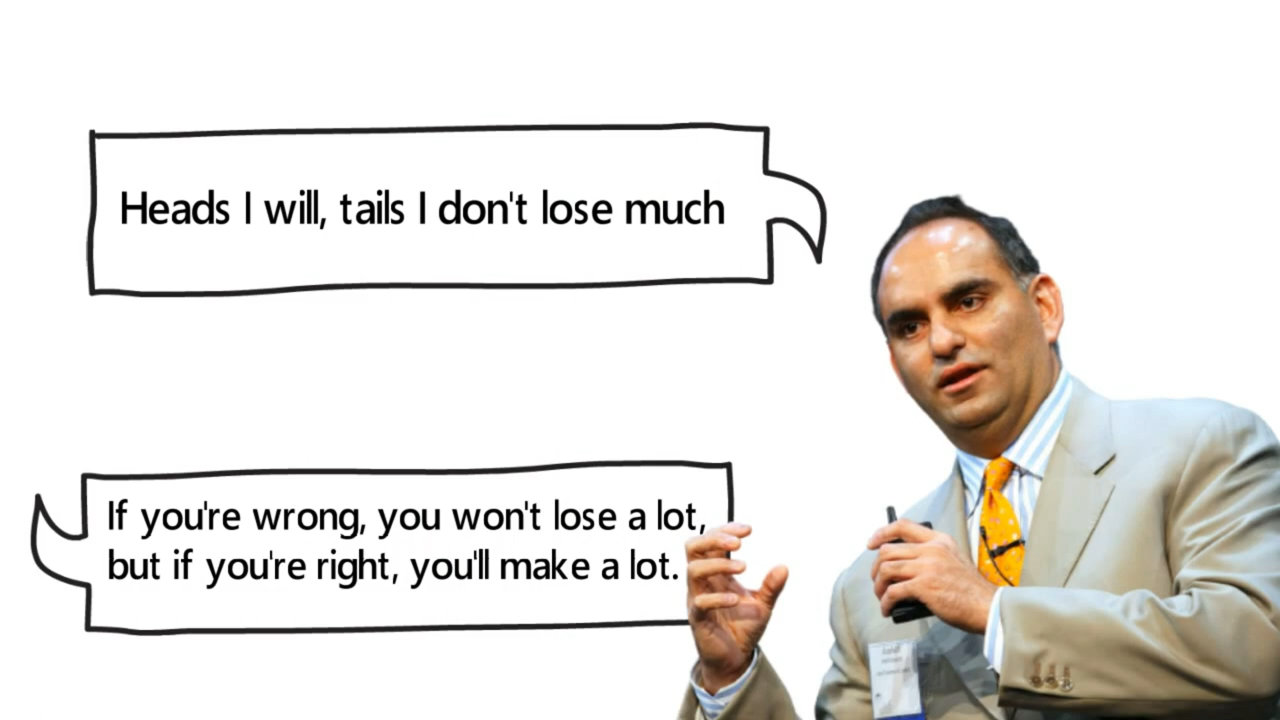 Heads I will, tails I don't lose much
If you're wrong, you won't lose a lot,
but if you're right, you'll make a lot.